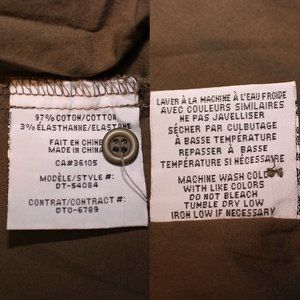 97% COTON/COTTON
3% ÉLASTHANNE/ELASTANE
FAIT EN CHINE
MADE IN CHINA
CA# 36105
MODÈLE/STYLE #:
DT-54084
CONTRAT/CONTRACT #:
DTO-6789
LAVER À LA MACHINE À L'EAU FROIDE
AVEC COULEURS SIMILAIRES
NE PAS JAVELLISER
SÉCHER PAR CULBUTAGE
À BASSE TEMPÉRATURE
REPASSER À BASSE
TEMPÉRATURE SI NÉCESSAIRE
MACHINE WASH COLD
WITH LIKE COLORS
DO NOT BLEACH
TUMBLE DRY LOW
IRON LOW IF NECESSARY